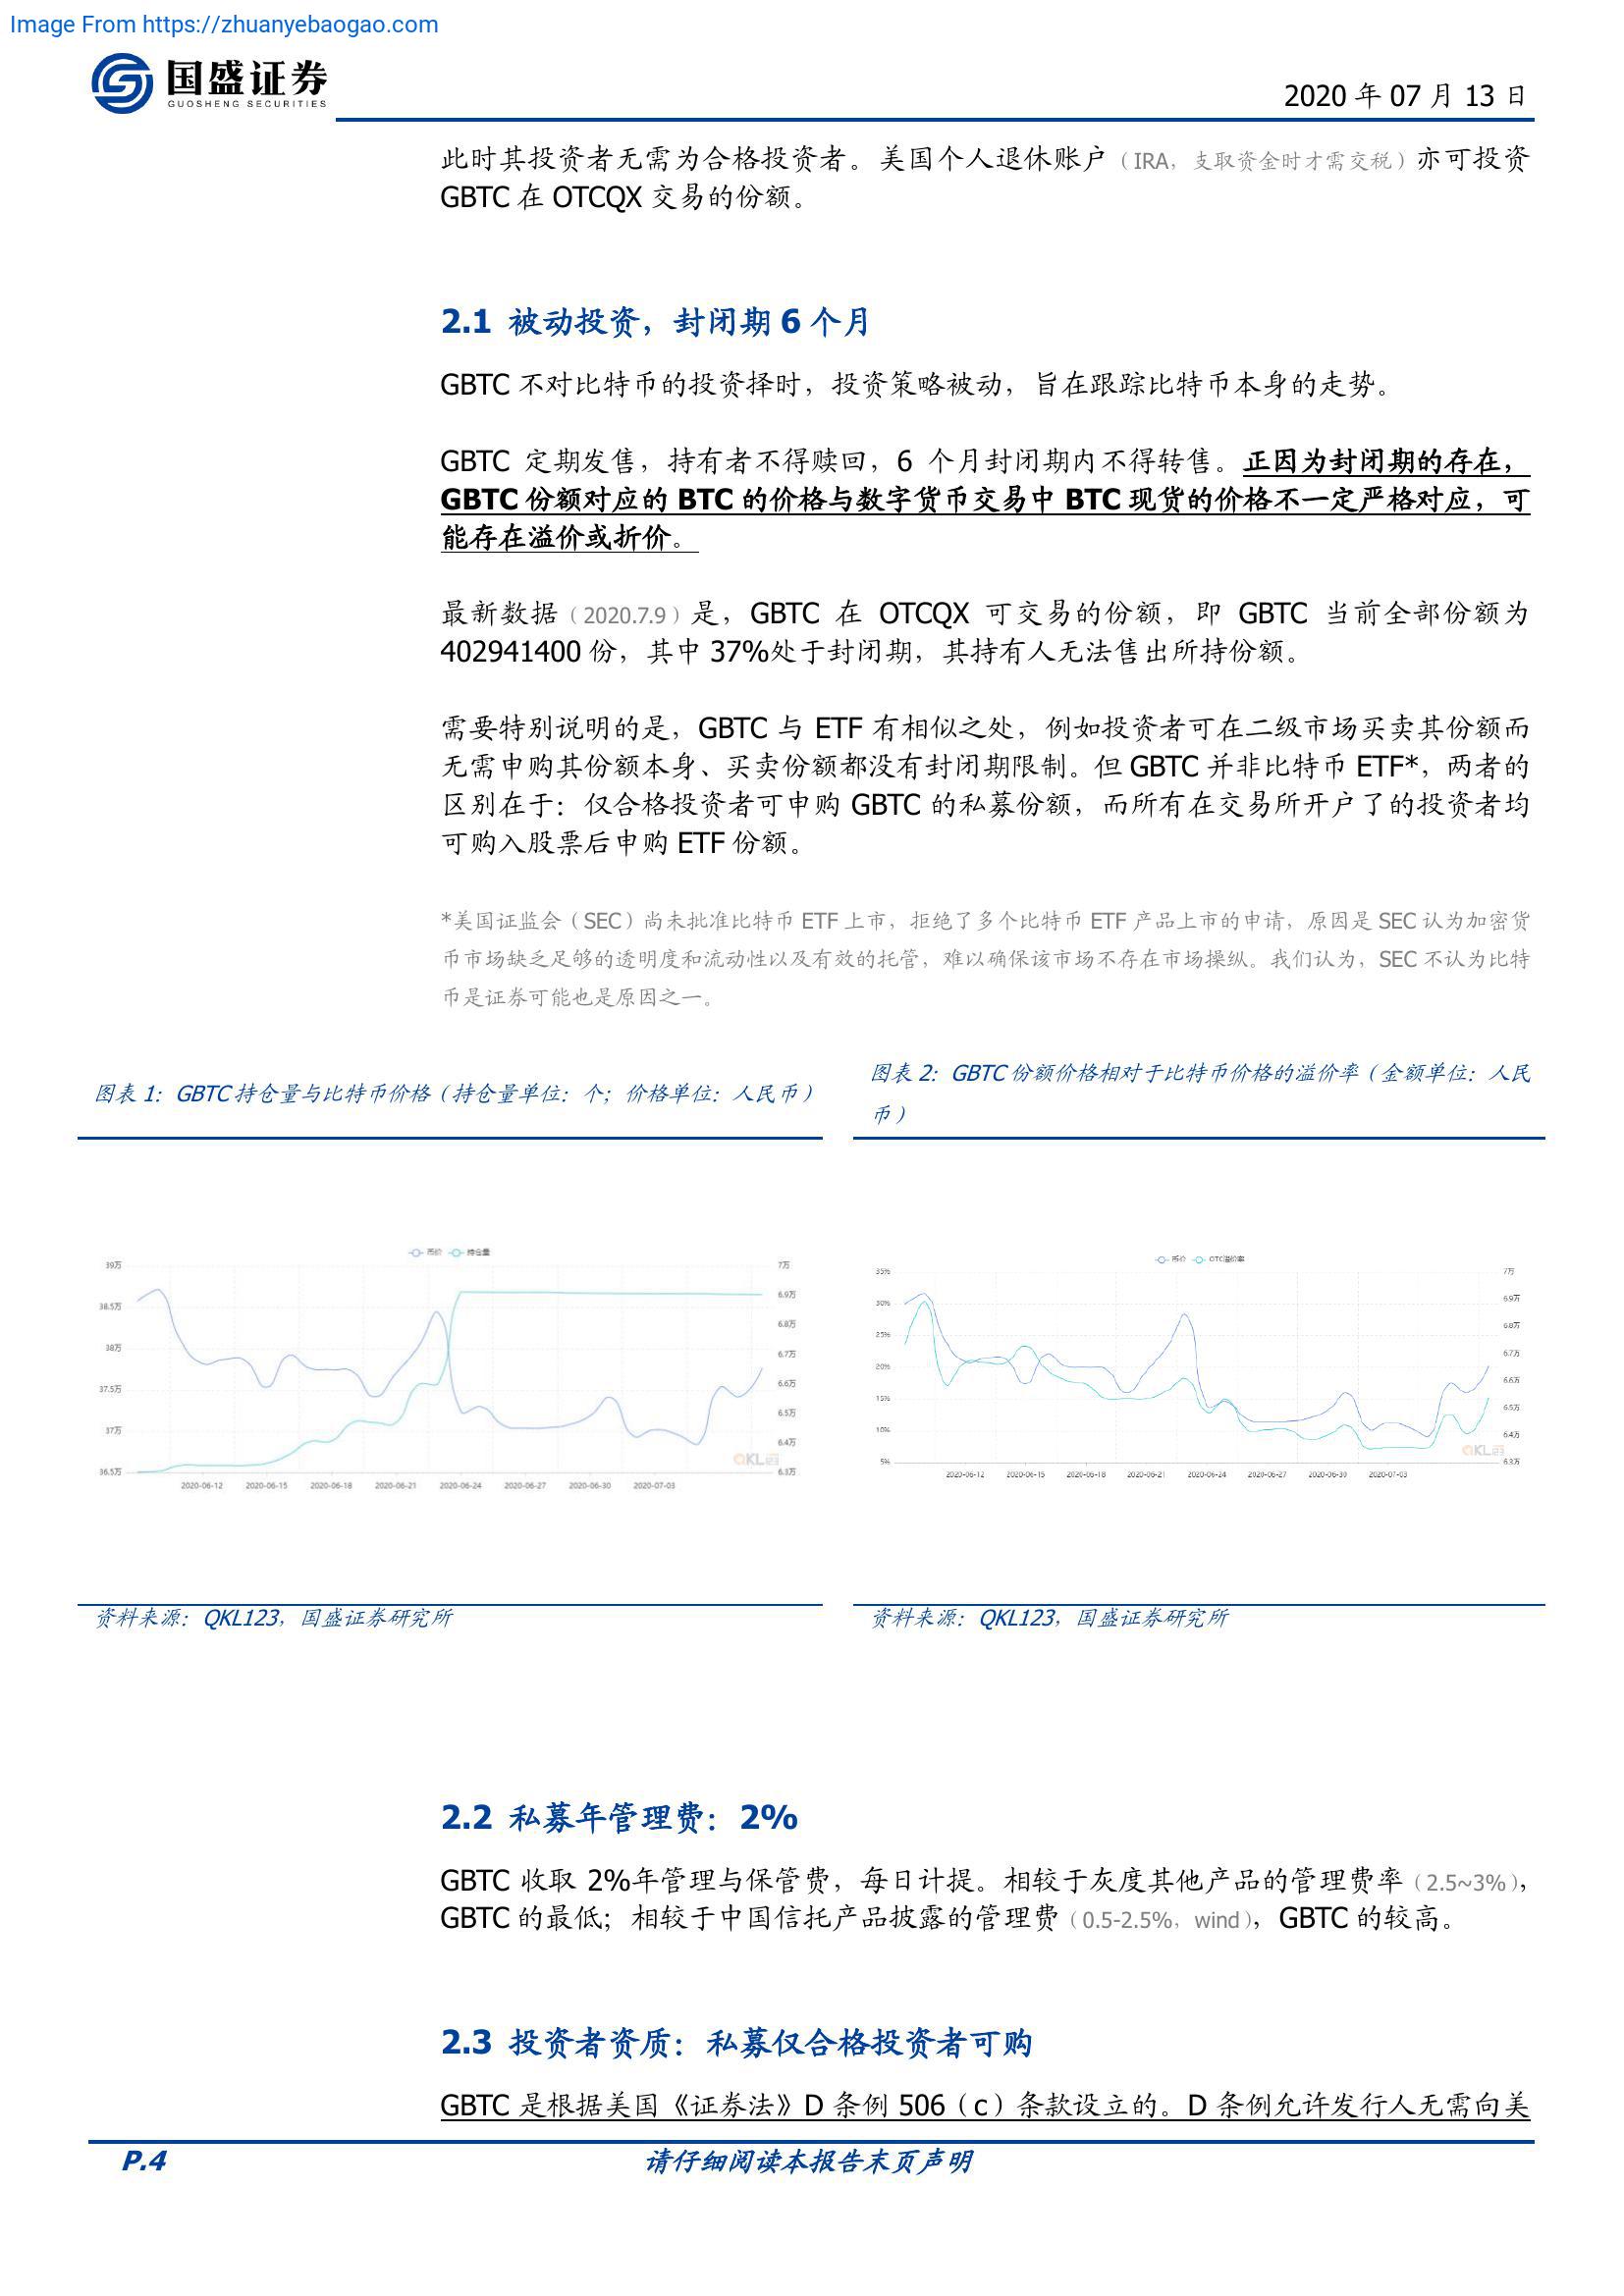 Image From https://zhuanyebaogao.com
国盛证券
GUOSHENG SECURITIES
2020 年 07 月 13 日
此时其投资者无需为合格投资者。美国个人退休账户（IRA，支取资金时才需交税）亦可投资
GBTC 在 OTCQX 交易的份额。
2.1 被动投资，封闭期 6 个月
GBTC 不对比特币的投资择时，投资策略被动，旨在跟踪比特币本身的走势。
GBTC 定期发售，持有者不得赎回，6 个月封闭期内不得转售。正因为封闭期的存在，
GBTC 份额对应的 BTC 的价格与数字货币交易中 BTC 现货的价格不一定严格对应，可
能存在溢价或折价。
最新数据（2020.7.9）是，GBTC 在 OTCQX 可交易的份额，即 GBTC 当前全部份额为
402941400 份，其中 37%处于封闭期，其持有人无法售出所持份额。
需要特别说明的是，GBTC 与 ETF 有相似之处，例如投资者可在二级市场买卖其份额而
无需申购其份额本身、买卖份额都没有封闭期限制。但 GBTC 并非比特币 ETF*，两者的
区别在于：仅合格投资者可申购 GBTC 的私募份额，而所有在交易所开户了的投资者均
可购入股票后申购 ETF 份额。
*美国证监会（SEC）尚未批准比特币 ETF 上市，拒绝了多个比特币 ETF 产品上市的申请，原因是 SEC 认为加密货
币市场缺乏足够的透明度和流动性以及有效的托管，难以确保该市场不存在市场操纵。我们认为，SEC 不认为比特
币是证券可能也是原因之一。
图表 1：GBTC 持仓量与比特币价格（持仓量单位：个；价格单位：人民币）
币价 持仓量
39万
38.5万
38万
37.5万
37万
36.5万
7万
6.9万
6.8万
6.7万
6.6万
6.5万
6.4万
6.3万
QKL
2020-06-12 2020-06-15 2020-06-18 2020-06-21 2020-06-24 2020-06-27 2020-06-30 2020-07-03
资料来源：QKL123，国盛证券研究所
图表 2：GBTC 份额价格相对于比特币价格的溢价率（金额单位：人民
币）
币价 OTC溢价率
35%
30%
25%
20%
15%
10%
5%
7万
6.9万
6.8万
6.7万
6.6万
6.5万
6.4万
6.3万
QKL
2020-06-12 2020-06-15 2020-06-18 2020-06-21 2020-06-24 2020-06-27 2020-06-30 2020-07-03
资料来源：QKL123，国盛证券研究所
2.2 私募年管理费：2%
GBTC 收取 2%年管理与保管费，每日计提。相较于灰度其他产品的管理费率（2.5~3%），
GBTC 的最低；相较于中国信托产品披露的管理费（0.5-2.5%，wind），GBTC 的较高。
2.3 投资者资质：私募仅合格投资者可购
GBTC 是根据美国《证券法》D 条例 506（c）条款设立的。D 条例允许发行人无需向美
P.4
请仔细阅读本报告末页声明